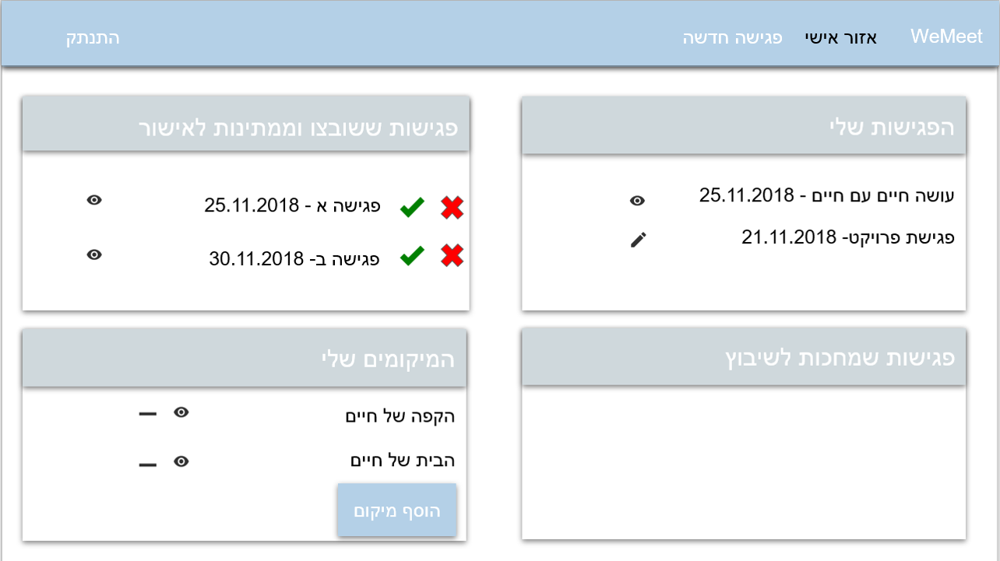 WeMeet
אזור אישי
פגישה חדשה
התנתק
הפגישות שלי
עושה חיים עם חיים - 25.11.2018
פגישת פרויקט- 21.11.2018
פגישות ששובצו וממתינות לאישור
פגישה א - 25.11.2018
פגישה ב- 30.11.2018
פגישות שמחכות לשיבוץ
המיקומים שלי
הקפה של חיים
הבית של חיים
הוסף מיקום